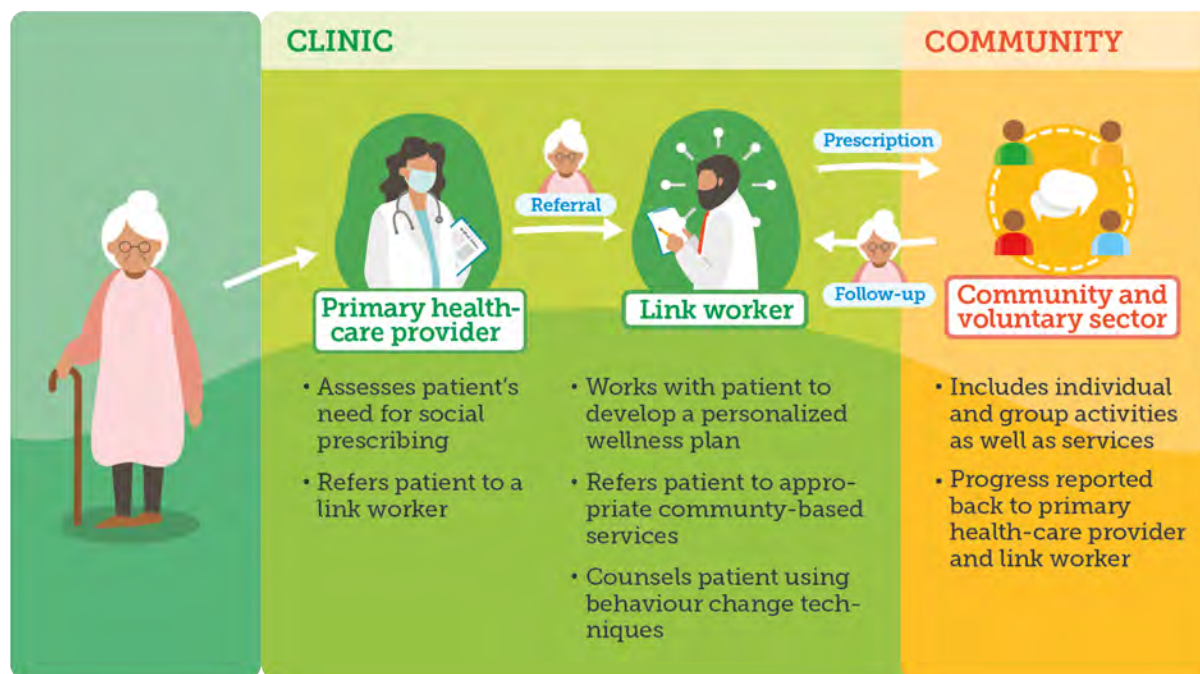 CLINIC
COMMUNITY
Referral
Prescription
Follow-up
Primary health-
care provider
Link worker
Community and
voluntary sector
• Assesses patient's
need for social
prescribing
• Refers patient to a
link worker
• Works with patient to
develop a personalized
wellness plan
• Refers patient to appro-
priate communty-based
services
• Counsels patient using
behaviour change tech-
niques
• Includes individual
and group activities
as well as services
• Progress reported
back to primary
health-care provider
and link worker